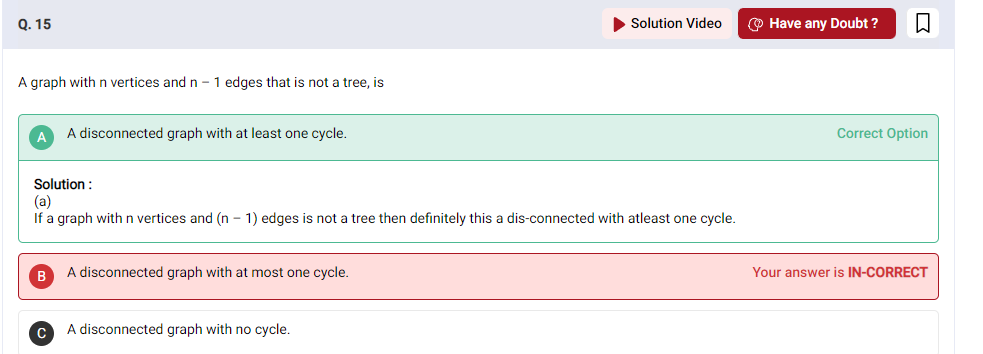 Q. 15
Solution Video
Have any Doubt ?
A graph with n vertices and n – 1 edges that is not a tree, is
A
A disconnected graph with at least one cycle.
Correct Option
Solution :
(a)
If a graph with n vertices and (n – 1) edges is not a tree then definitely this a dis-connected with atleast one cycle.
B
A disconnected graph with at most one cycle.
Your answer is IN-CORRECT
C
A disconnected graph with no cycle.